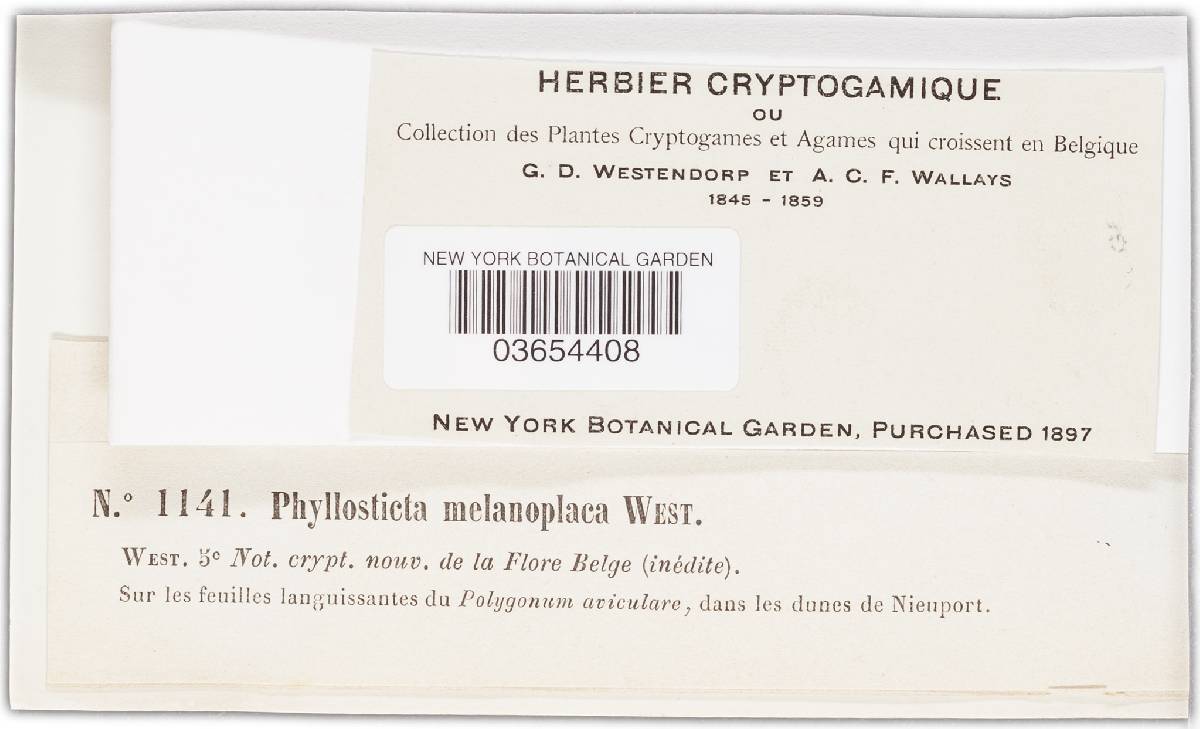 HERBIER CRYPTOGAMIQUE
OU
Collection des Plantes Cryptogames et Agames qui croissent en Belgique
G. D. WESTENDORP ET A. C. F. WALLAYS
1845 - 1859
NEW YORK BOTANICAL GARDEN
03654408
NEW YORK BOTANICAL GARDEN, PURCHASED 1897
N.° 1141. Phyllosticta melanoplaca WEST.
WEST. 5e Not. crypt. nouv. de la Flore Belge (inédite).
Sur les feuilles languissantes du Polygonum aviculare, dans les dunes de Nieuport.